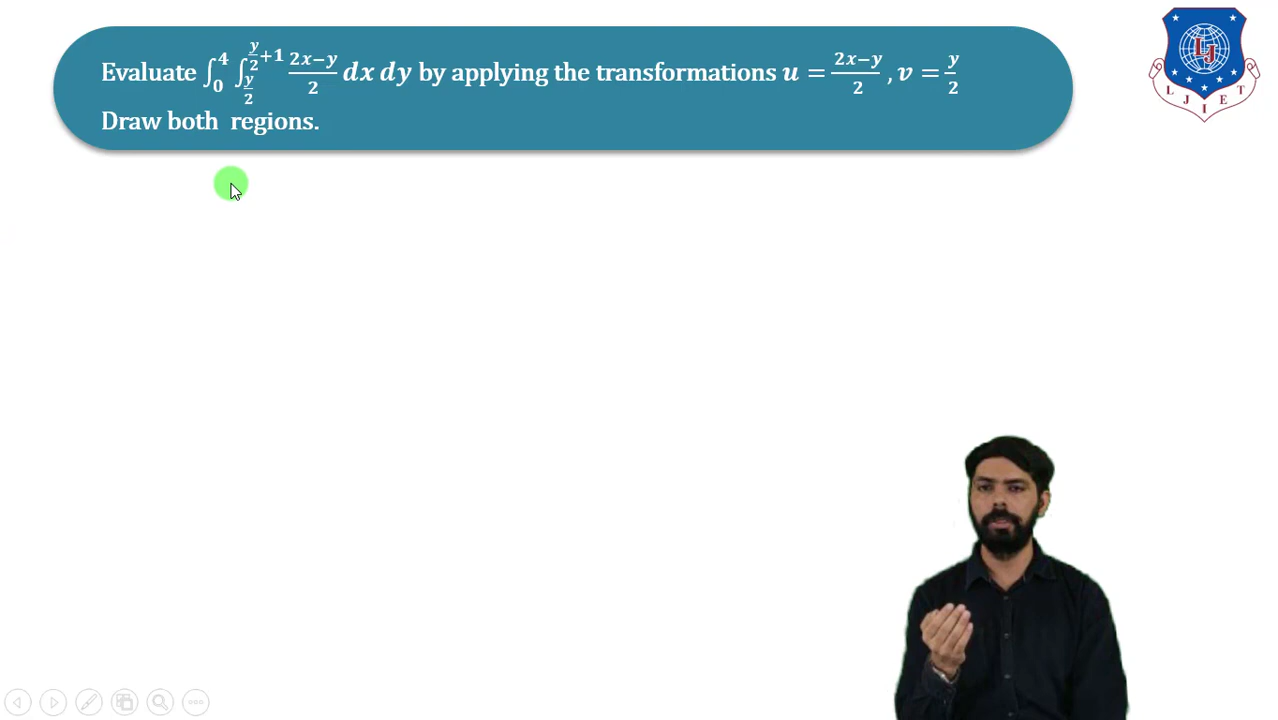 Evaluate ∫₀⁴ ∫_{y/2}^{y/2+1} (2x−y)/2 dx dy by applying the transformations u = (2x−y)/2 , v = y/2
Draw both regions.
LJ
L J I E T